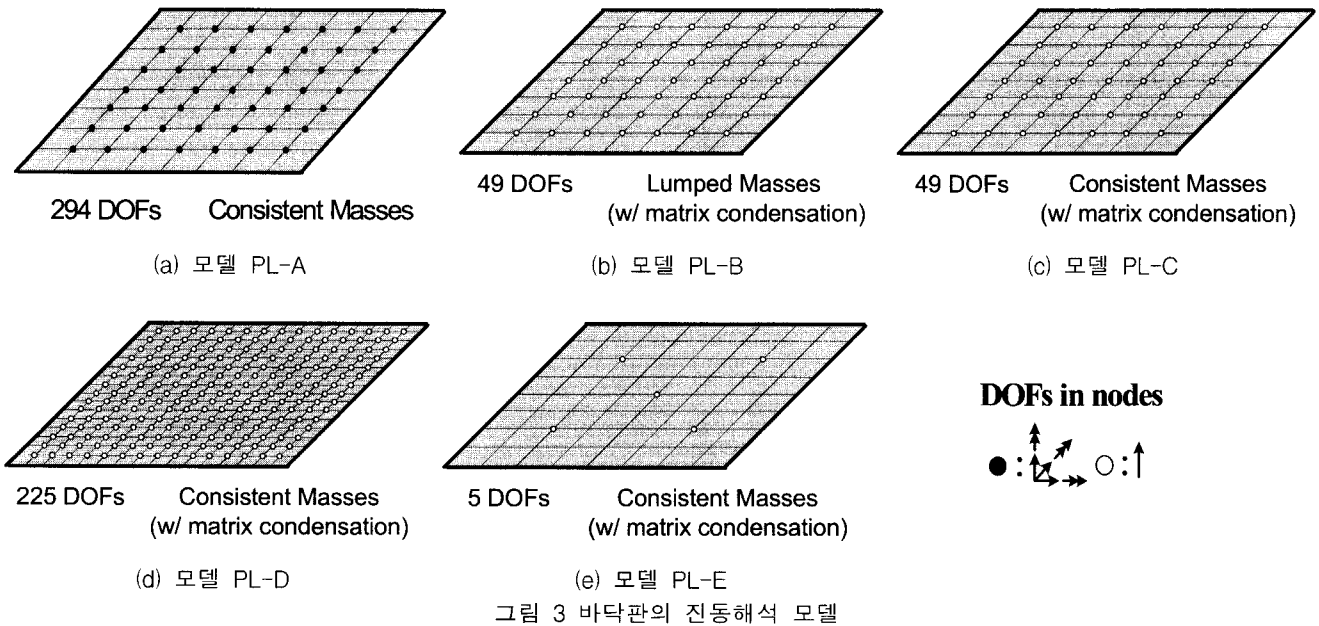 294 DOFs Consistent Masses
(a) 모델 PL-A
49 DOFs Lumped Masses
(w/ matrix condensation)
(b) 모델 PL-B
49 DOFs Consistent Masses
(w/ matrix condensation)
(c) 모델 PL-C
225 DOFs Consistent Masses
(w/ matrix condensation)
(d) 모델 PL-D
5 DOFs Consistent Masses
(w/ matrix condensation)
(e) 모델 PL-E
DOFs in nodes
그림 3 바닥판의 진동해석 모델